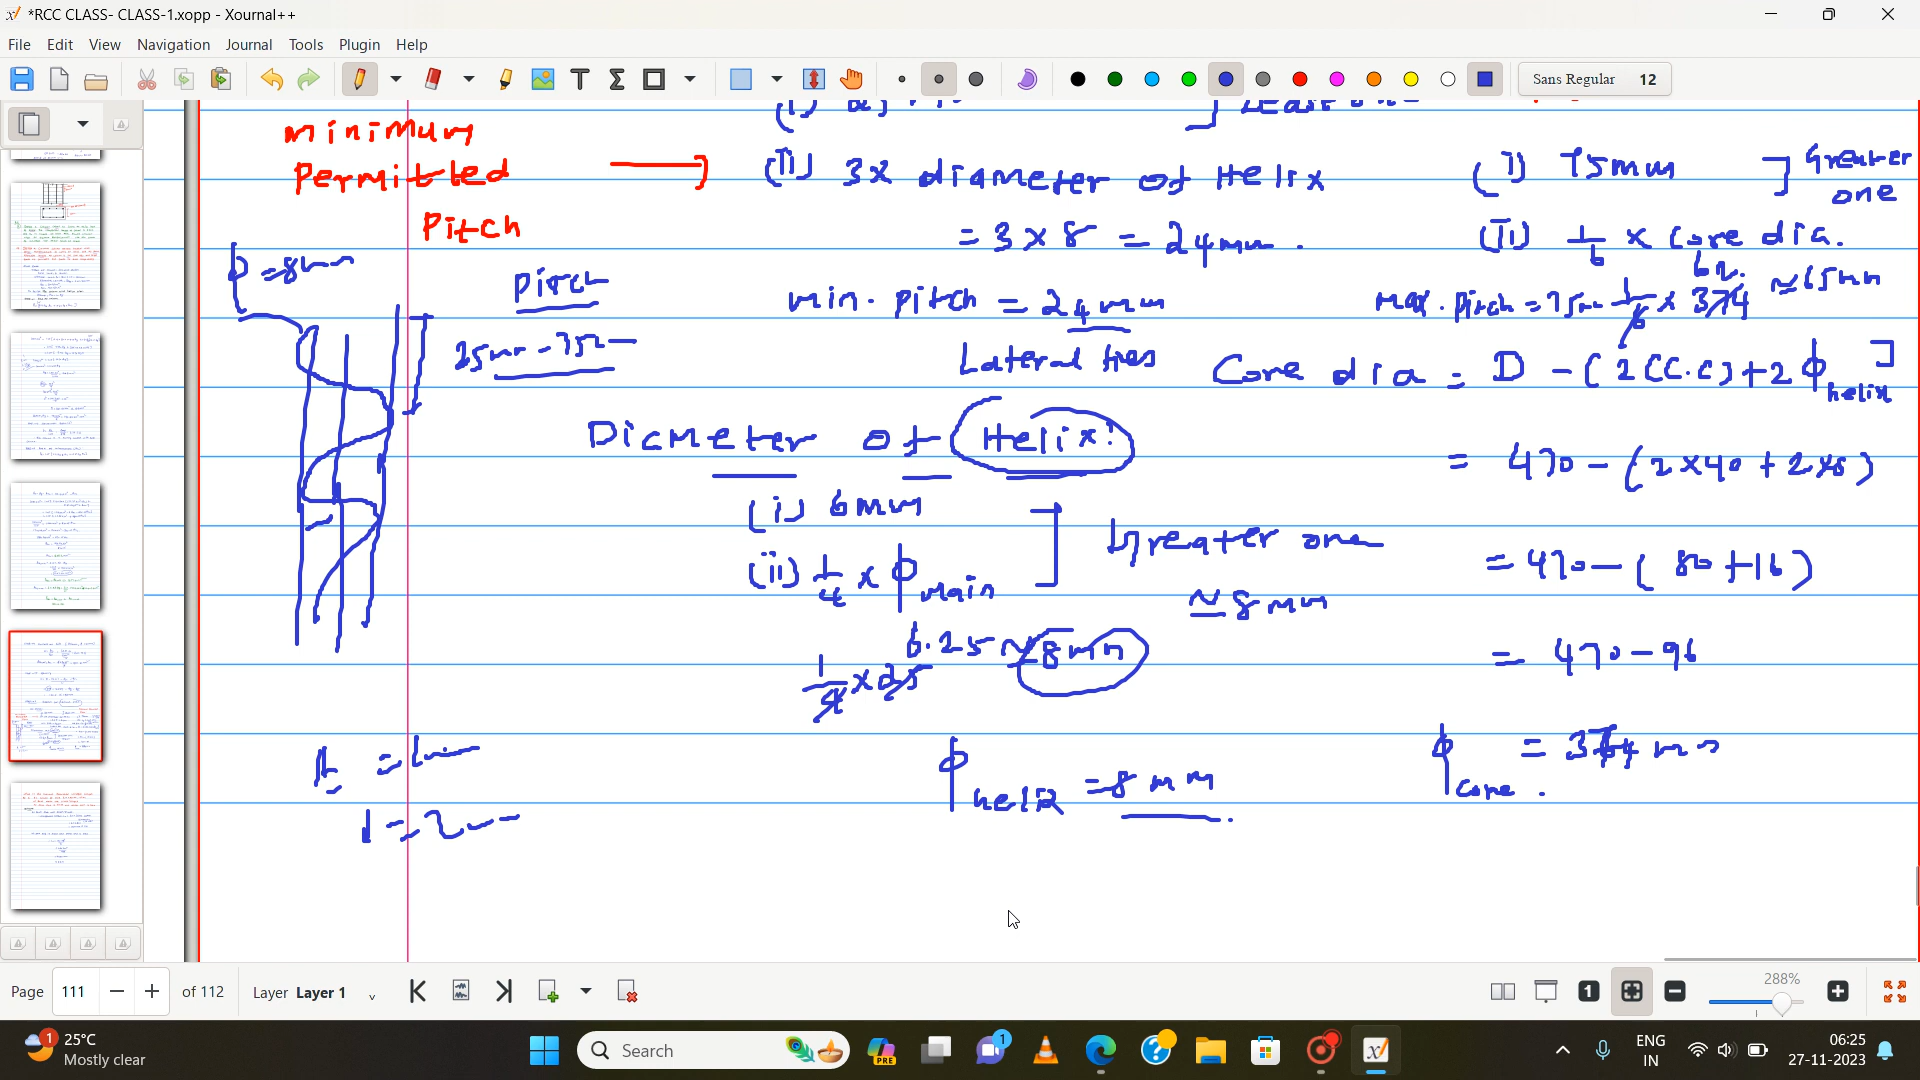 *RCC CLASS- CLASS-1.xopp - Xournal++
File Edit View Navigation Journal Tools Plugin Help
Sans Regular 12
minimum
Permitted
Pitch
(ii) 3x diameter of Helix
= 3 x 8 = 24mm .
min. pitch = 24mm
(i) 75mm
Greater one
(ii) 1/6 x Core dia.
62.
Max. pitch = 75mm 1/6 x 374 ≈ 65mm
ϕ = 8mm
Pitch
25mm - 75mm
Lateral ties
Core dia = D - (2(C.C) + 2 ϕ helix ]
Diameter of Helix:
= 470 - (2x40 + 2x8)
(i) 6mm
(ii) 1/4 x ϕ main
Greater one
≈ 8mm
= 470 - ( 80 + 16 )
6.25 ≈ 8mm
1/4 x 25
= 470 - 96
ϕ helix = 8 mm
ϕ core . = 374 mm
Page 111 of 112 Layer Layer 1
288%
25°C
Mostly clear
Search
ENG
IN
06:25
27-11-2023